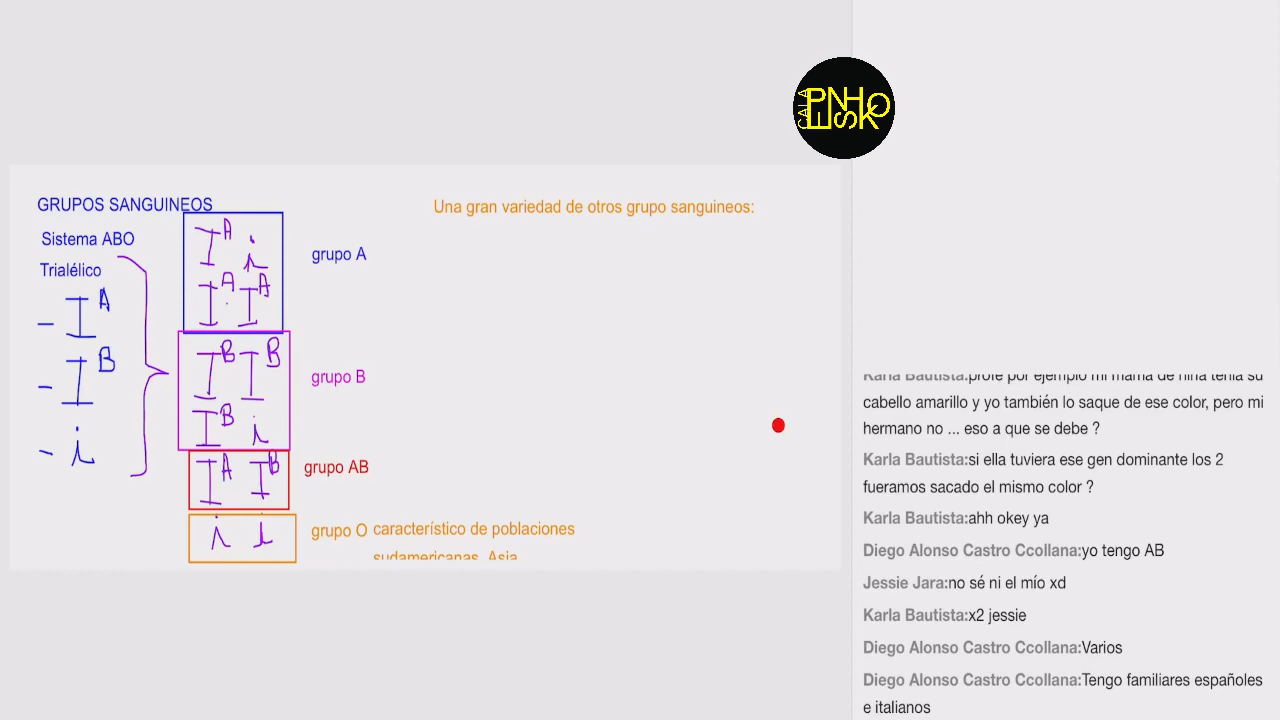 CALA
PENHOESK
GRUPOS SANGUINEOS
Una gran variedad de otros grupo sanguineos:
Sistema ABO
Trialélico
- I^A
- I^B
- i
I^A i
I^A I^A
grupo A
I^B I^B
I^B i
grupo B
I^A I^B
grupo AB
i i
grupo O característico de poblaciones
sudamericanas, Asia
Karla Bautista:profe por ejemplo mi mamá de niña tenía su
cabello amarillo y yo también lo saque de ese color, pero mi
hermano no ... eso a que se debe ?
Karla Bautista:si ella tuviera ese gen dominante los 2
fueramos sacado el mismo color ?
Karla Bautista:ahh okey ya
Diego Alonso Castro Ccollana:yo tengo AB
Jessie Jara:no sé ni el mío xd
Karla Bautista:x2 jessie
Diego Alonso Castro Ccollana:Varios
Diego Alonso Castro Ccollana:Tengo familiares españoles
e italianos